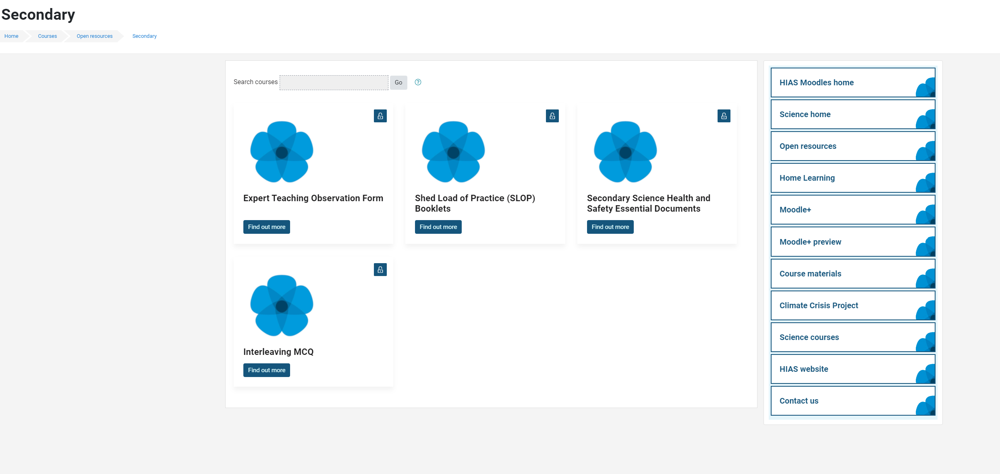 Secondary
Home
Courses
Open resources
Secondary
Search courses
Go
?
Expert Teaching Observation Form
Find out more
Shed Load of Practice (SLOP)
Booklets
Find out more
Secondary Science Health and
Safety Essential Documents
Find out more
Interleaving MCQ
Find out more
HIAS Moodles home
Science home
Open resources
Home Learning
Moodle+
Moodle+ preview
Course materials
Climate Crisis Project
Science courses
HIAS website
Contact us